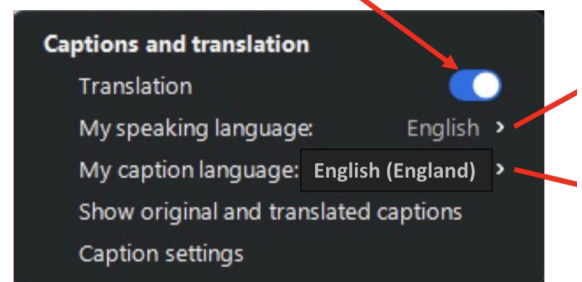 Captions and translation
Translation
My speaking language: English >
My caption language: English (England) >
Show original and translated captions
Caption settings